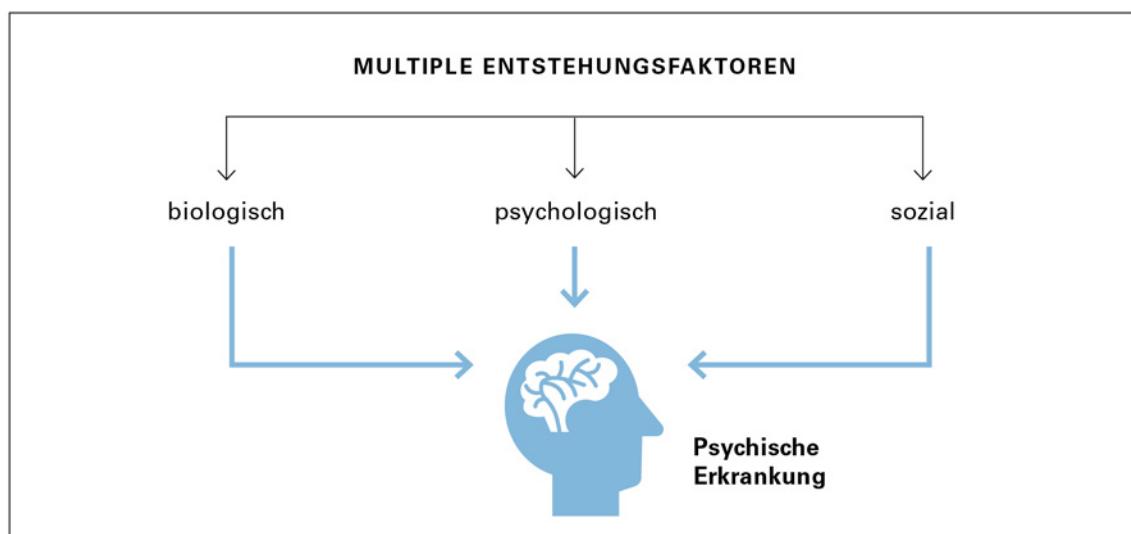 MULTIPLE ENTSTEHUNGSFAKTOREN
biologisch
psychologisch
sozial
Psychische
Erkrankung